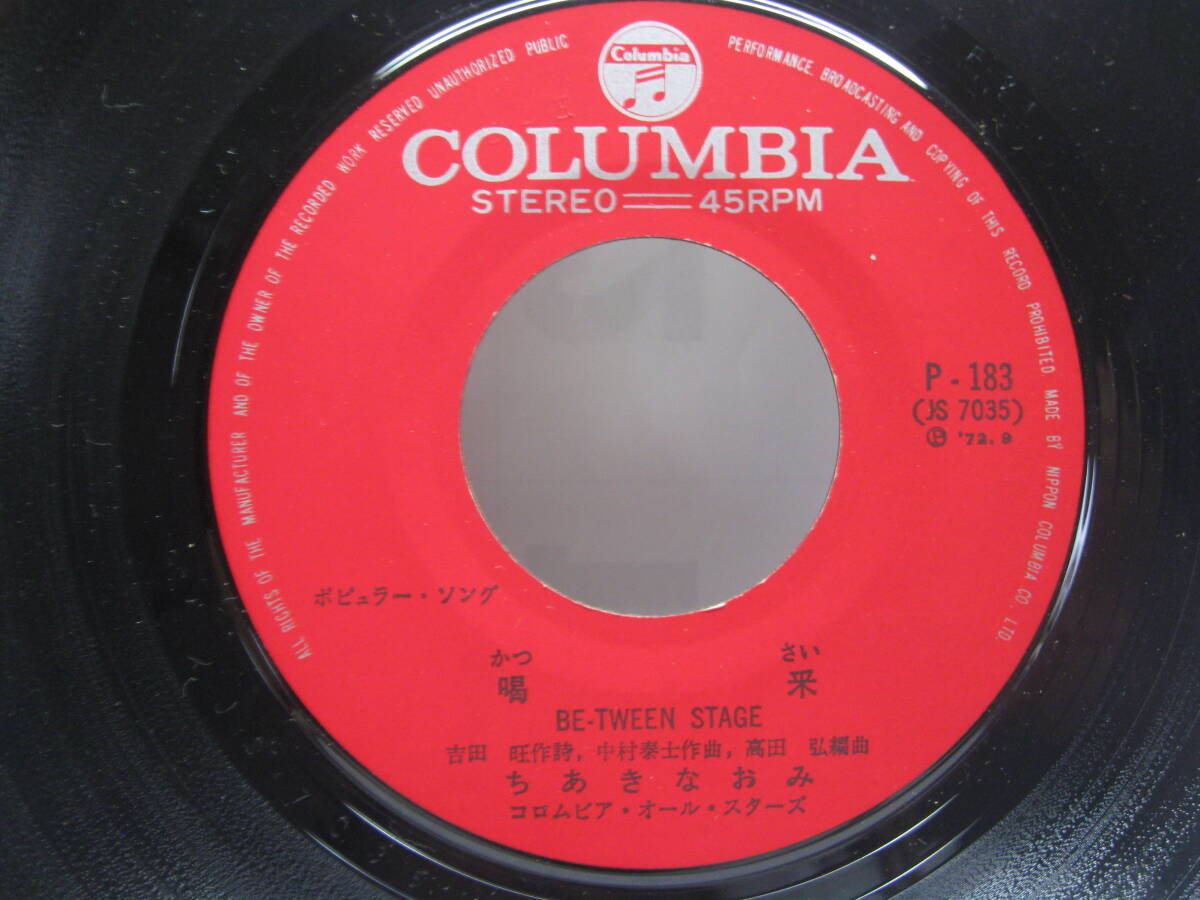 Columbia
COLUMBIA
STEREO=45RPM
ALL RIGHTS OF THE MANUFACTURER AND OF THE OWNER OF THE RECORDED WORK RESERVED UNAUTHORIZED PUBLIC PERFORMANCE. BROADCASTING AND COPYING OF THIS RECORD PROHIBITED. MADE BY NIPPON COLUMBIA CO., LTD.
P-183
(JS 7035)
Ⓟ '72.9
ポピュラー・ソング
かつ さい
喝 采
BE-TWEEN STAGE
吉田 旺作詩, 中村泰士作曲, 高田 弘編曲
ちあきなおみ
コロムビア・オール・スターズ